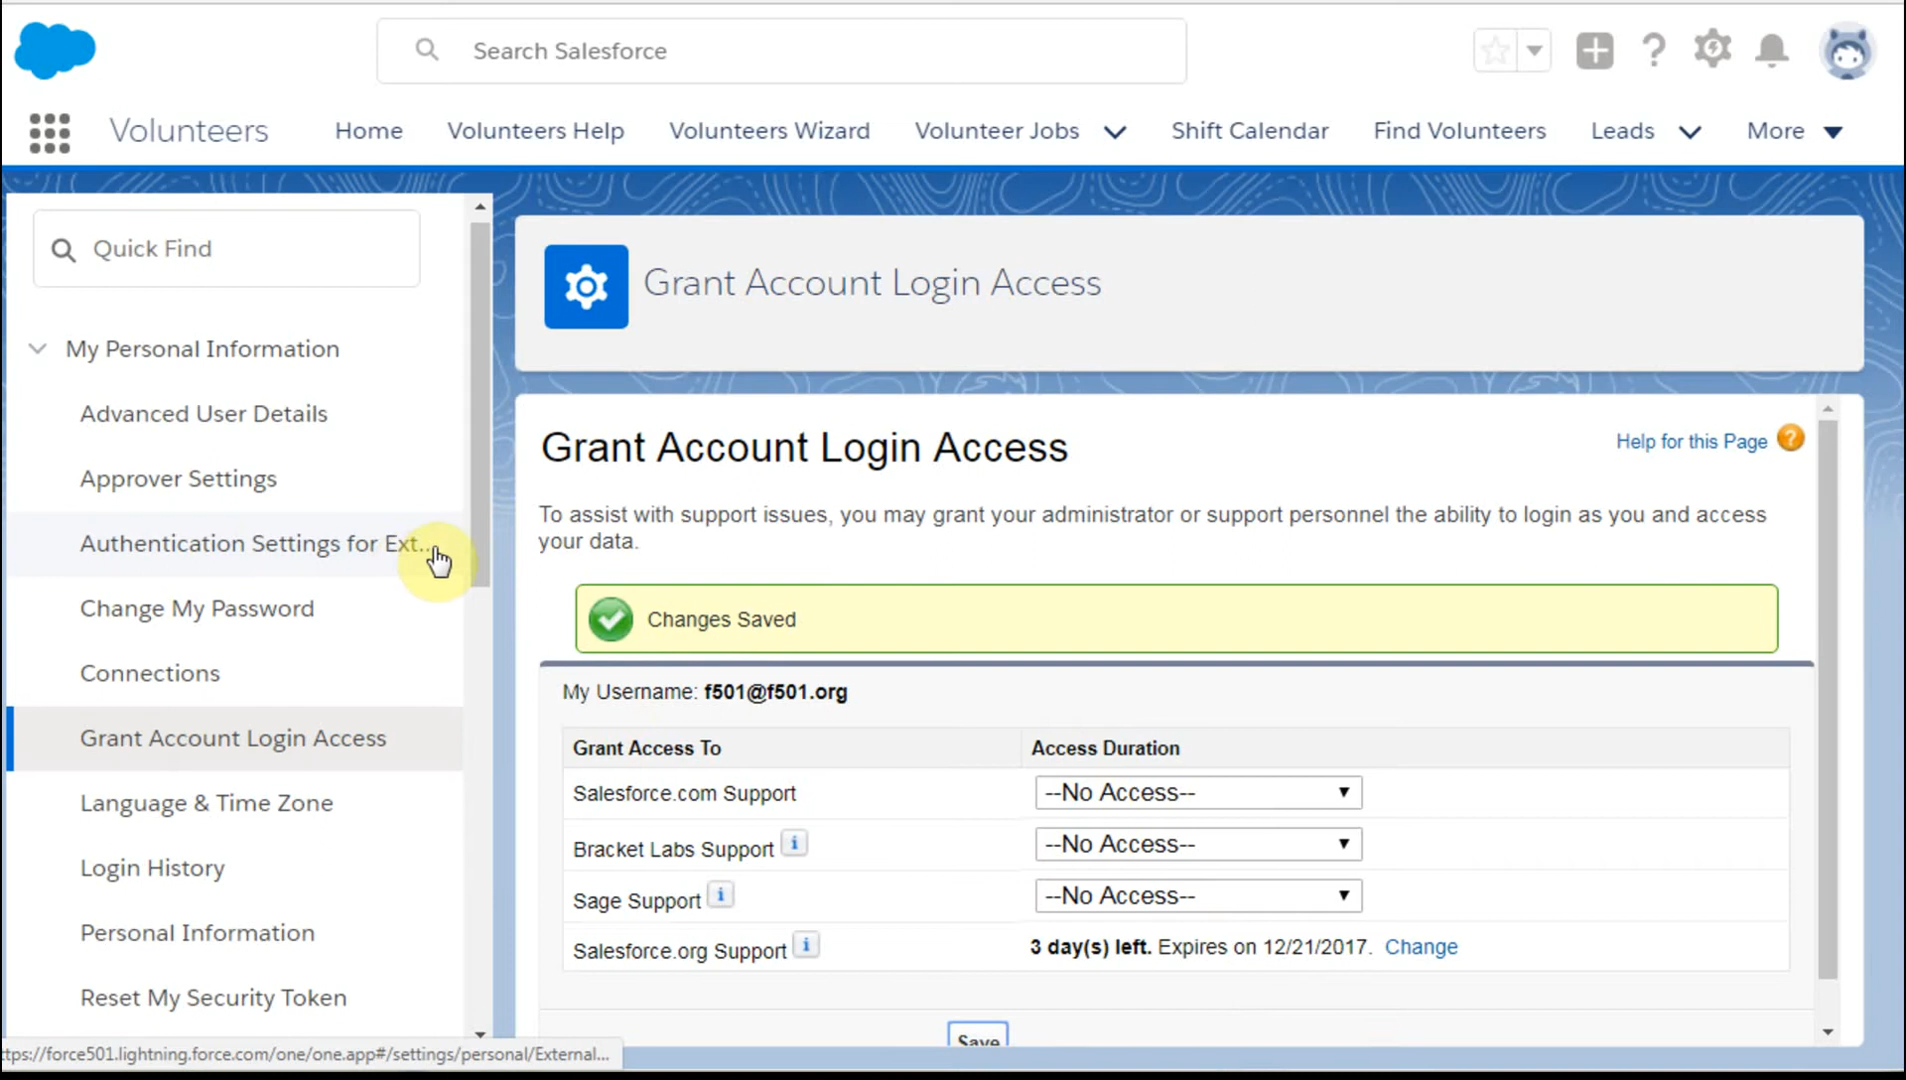 Search Salesforce
Volunteers Home Volunteers Help Volunteers Wizard Volunteer Jobs Shift Calendar Find Volunteers Leads More
Quick Find
My Personal Information
Advanced User Details
Approver Settings
Authentication Settings for Ext...
Change My Password
Connections
Grant Account Login Access
Language & Time Zone
Login History
Personal Information
Reset My Security Token
Grant Account Login Access
Grant Account Login Access
Help for this Page ?
To assist with support issues, you may grant your administrator or support personnel the ability to login as you and access
your data.
Changes Saved
My Username: f501@f501.org
Grant Access To Access Duration
Salesforce.com Support --No Access--
Bracket Labs Support i --No Access--
Sage Support i --No Access--
Salesforce.org Support i 3 day(s) left. Expires on 12/21/2017. Change
Save
ttps://force501.lightning.force.com/one/one.app#/settings/personal/External...